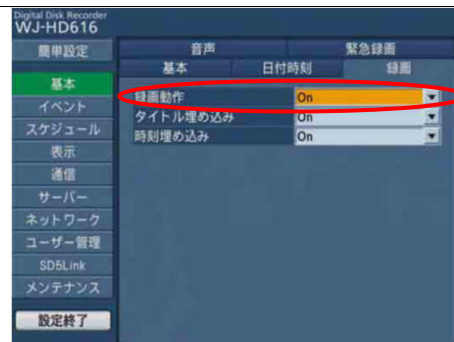 Digital Disk Recorder
WJ-HD616
簡単設定
音声
緊急録画
基本
日付時刻
録画
基本
イベント
スケジュール
表示
通信
サーバー
ネットワーク
ユーザー管理
SD5Link
メンテナンス
設定終了
録画動作
On
タイトル埋め込み
On
時刻埋め込み
On